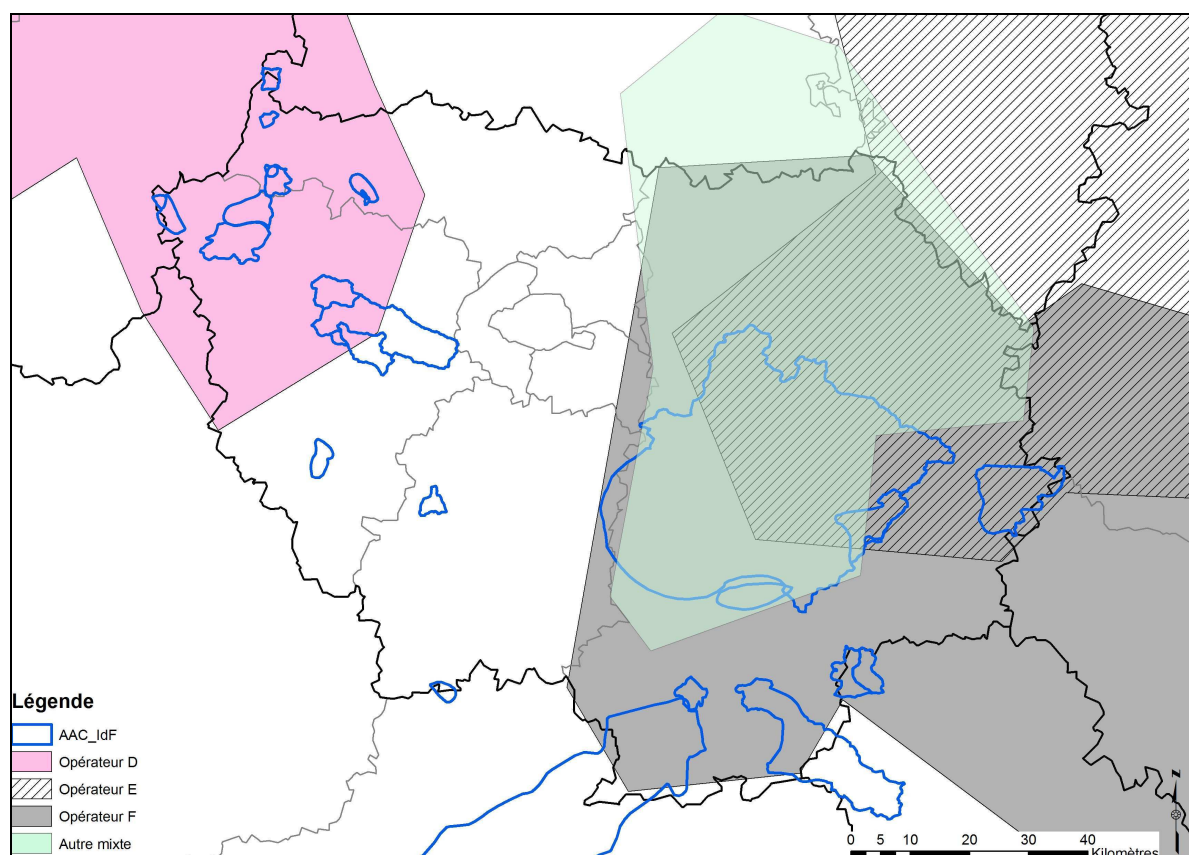 Légende
AAC_IdF
Opérateur D
Opérateur E
Opérateur F
Autre mixte
N
0 5 10 20 30 40
Kilomètres